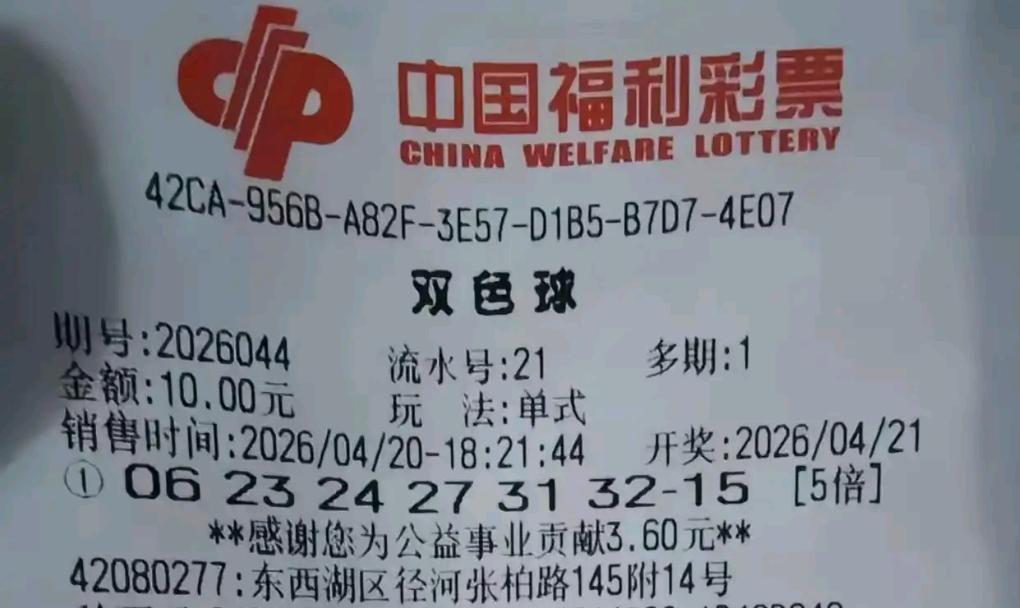 中国福利彩票
CHINA WELFARE LOTTERY
42CA-956B-A82F-3E57-D1B5-B7D7-4E07
双色球
期号:2026044 流水号:21 多期:1
金额:10.00元 玩 法:单式
销售时间:2026/04/20-18:21:44 开奖:2026/04/21
① 06 23 24 27 31 32-15 [5倍]
**感谢您为公益事业贡献3.60元**
42080277:东西湖区径河张柏路145附14号